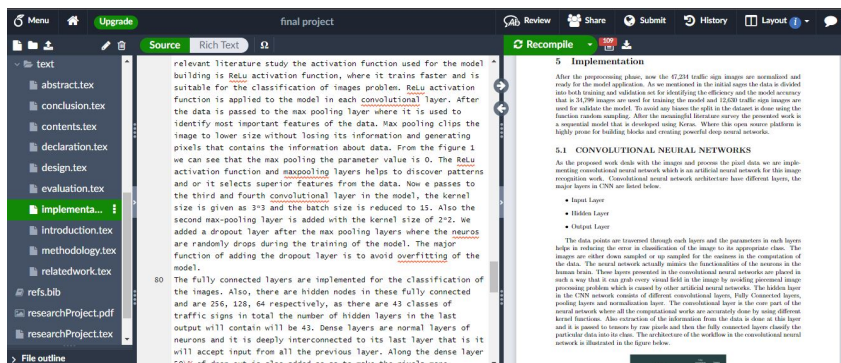 Menu
Upgrade
final project
Review
Share
Submit
History
Layout
Source
Rich Text
Ω
Recompile
109
text
abstract.tex
conclusion.tex
contents.tex
declaration.tex
design.tex
evaluation.tex
implementa...
introduction.tex
methodology.tex
relatedwork.tex
refs.bib
researchProject.pdf
researchProject.tex
File outline
relevant literature study the activation function used for the model
building is ReLu activation function, where it trains faster and is
suitable for the classification of images problem. ReLu activation
function is applied to the model in each convolutional layer. After
the data is passed to the max pooling layer where it is used to
identify most important features of the data. Max pooling clips the
image to lower size without losing its information and generating
pixels that contains the information about data. From the figure 1
we can see that the max pooling the parameter value is 0. The ReLu
activation function and maxpooling layers helps to discover patterns
and or it selects superior features from the data. Now e passes to
the third and fourth convolutional layer in the model, the kernel
size is given as 3*3 and the batch size is reduced to 15. Also the
second max-pooling layer is added with the kernel size of 2*2. We
added a dropout layer after the max pooling layers where the neuros
are randomly drops during the training of the model. The major
function of adding the dropout layer is to avoid overfitting of the
model.
80 The fully connected layers are implemented for the classification of
the images. Also, there are hidden nodes in these fully connected
and are 256, 128, 64 respectively, as there are 43 classes of
traffic signs in total the number of hidden layers in the last
output will contain will be 43. Dense layers are normal layers of
neurons and it is deeply interconnected to its last layer that is it
will accept input from all the previous layer. Along the dense layer
5 Implementation
After the preprocessing phase, now the 47,234 traffic sign images are normalized and
ready for the model application. As we mentioned in the initial sages the data is divided
into both training and validation set for identifying the efficiency and the model accuracy
that is 34,799 images are used for training the model and 12,630 traffic sign images are
used for validate the model. To avoid any biases the split in the dataset is done using the
function random sampling. After the meaningful literature survey the presented work is
a sequential model that is developed using Keras. Where this open source platform is
highly prone for building blocks and creating powerful deep neural networks.
5.1 CONVOLUTIONAL NEURAL NETWORKS
As the proposed work deals with the images and process the pixel data we are imple-
menting convolutional neural network which is an artificial neural network for this image
recognition work. Convolutional neural network architecture have different layers, the
major layers in CNN are listed below.
• Input Layer
• Hidden Layer
• Output Layer
The data points are traversed through each layers and the parameters in each layers
helps in reducing the error in classification of the image to its appropriate class. The
images are either down sampled or up sampled for the easiness in the computation of
the data. The neural network actually mimics the functionalities of the neurons in the
human brain. These layers presented in the convolutional neural networks are placed in
such a way that it can grab every visual field in the image by avoiding piecemeal image
processing problem which is caused by other artificial neural networks. The hidden layer
in the CNN network consists of different convolutional layers, Fully Connected layers,
pooling layers and normalization layer. The convolutional layer is the core part of the
neural network where all the computational works are accurately done by using different
kernel functions. Also extraction of the information from the data is done at this layer
and it is passed to tensors by raw pixels and then the fully connected layers classify the
particular data into its class. The architecture of the workflow in the convolutional neural
network is illustrated in the figure below.